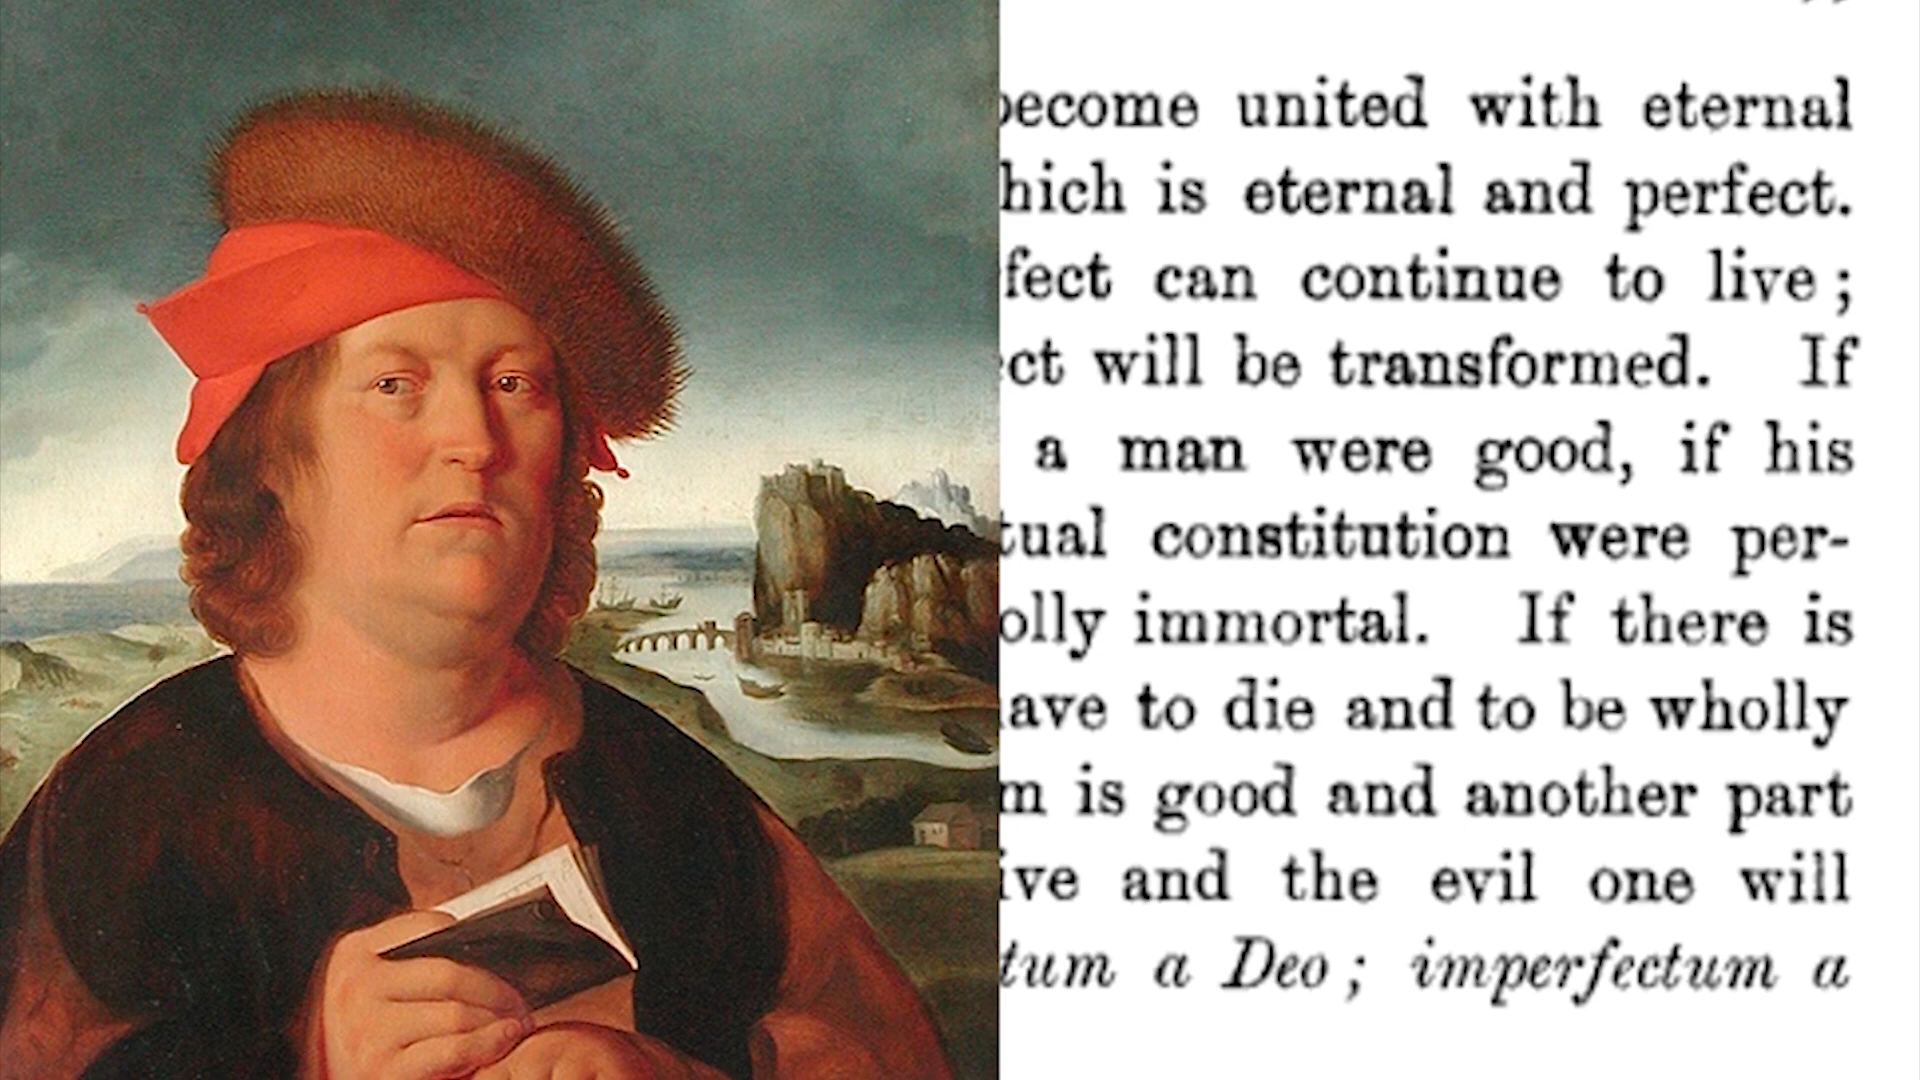 become united with eternal
hich is eternal and perfect.
fect can continue to live ;
ct will be transformed. If
a man were good, if his
tual constitution were per-
olly immortal. If there is
ave to die and to be wholly
m is good and another part
ive and the evil one will
tum a Deo ; imperfectum a